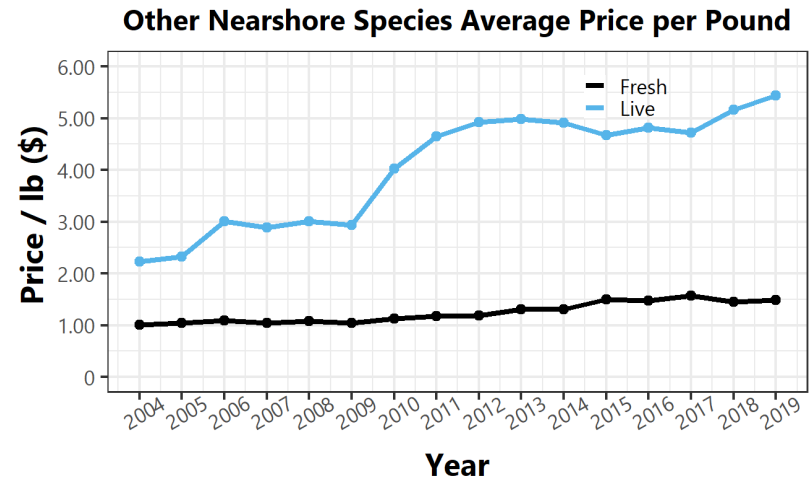 Other Nearshore Species Average Price per Pound
6.00
5.00
4.00
3.00
2.00
1.00
0
Price / lb ($)
Fresh
Live
2004 2005 2006 2007 2008 2009 2010 2011 2012 2013 2014 2015 2016 2017 2018 2019
Year